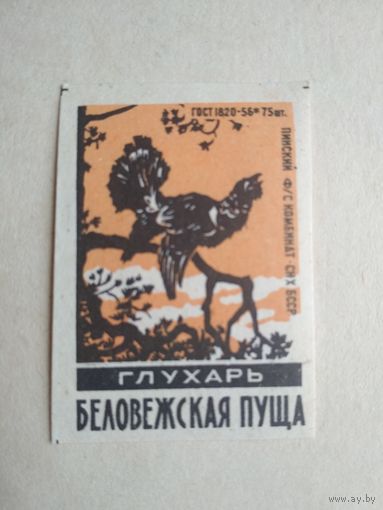 ГОСТ 1820-56* 75 шт.
ПИНСКИЙ Ф/С КОМБИНАТ · СНХ БССР
ГЛУХАРЬ
БЕЛОВЕЖСКАЯ ПУЩА
www.ay.by